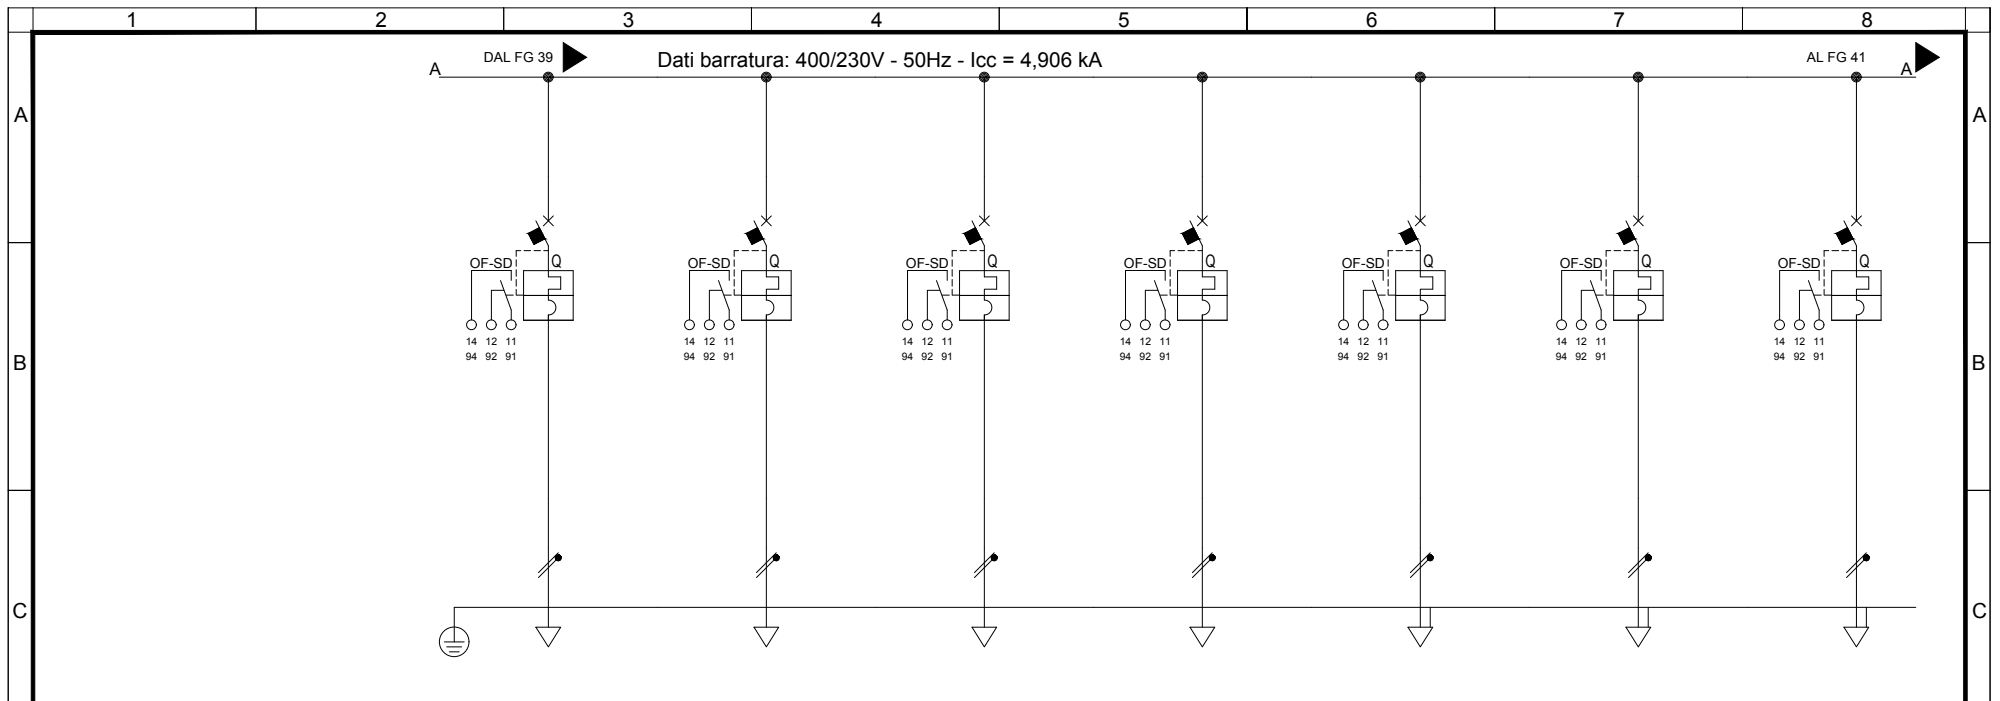 1 2 3 4 5 6 7 8
DAL FG 39 Dati barratura: 400/230V - 50Hz - Icc = 4,906 kA AL FG 41
A A
A A
OF-SD Q OF-SD Q OF-SD Q OF-SD Q OF-SD Q OF-SD Q OF-SD Q
14 12 11 14 12 11 14 12 11 14 12 11 14 12 11 14 12 11 14 12 11
94 92 91 94 92 91 94 92 91 94 92 91 94 92 91 94 92 91 94 92 91
B B
C C